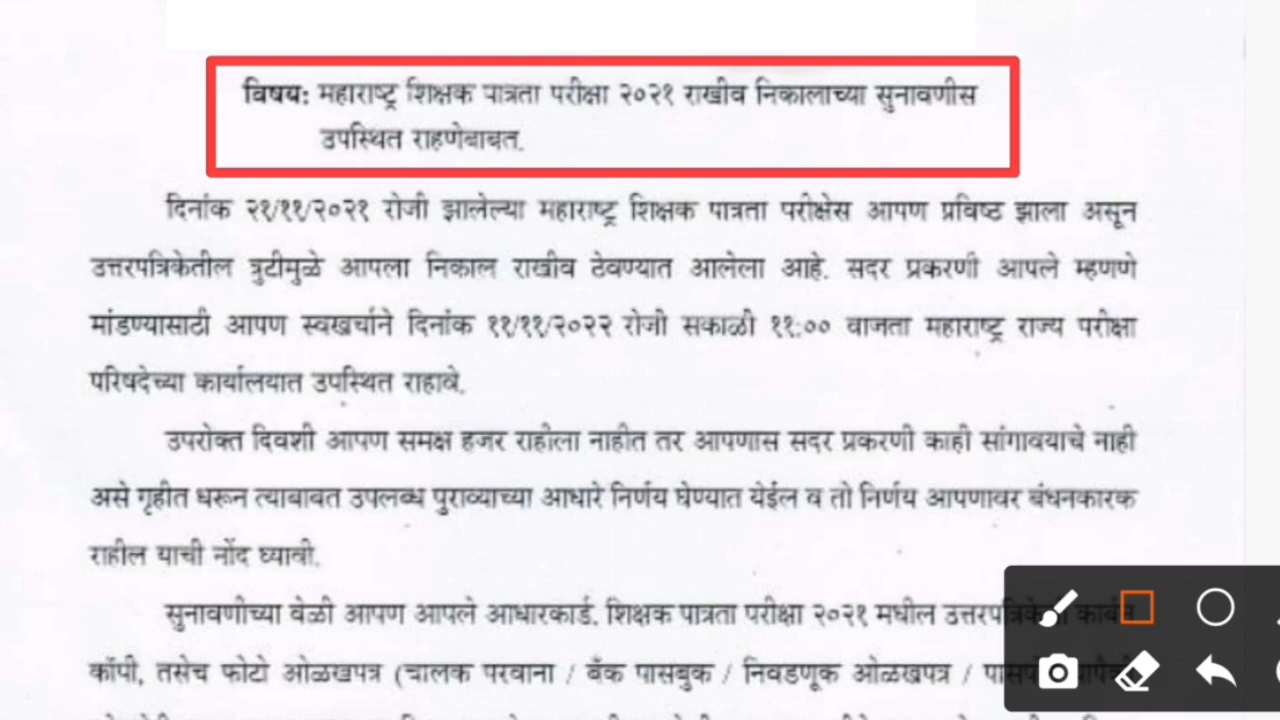 विषय: महाराष्ट्र शिक्षक पात्रता परीक्षा २०२१ राखीव निकालाच्या सुनावणीस
उपस्थित राहणेबाबत.
दिनांक २१/११/२०२१ रोजी झालेल्या महाराष्ट्र शिक्षक पात्रता परीक्षेस आपण प्रविष्ठ झाला असून
उत्तरपत्रिकेतील त्रुटीमुळे आपला निकाल राखीव ठेवण्यात आलेला आहे. सदर प्रकरणी आपले म्हणणे
मांडण्यासाठी आपण स्वखर्चाने दिनांक ११/११/२०२२ रोजी सकाळी ११:०० वाजता महाराष्ट्र राज्य परीक्षा
परिषदेच्या कार्यालयात उपस्थित राहावे.
उपरोक्त दिवशी आपण समक्ष हजर राहीला नाहीत तर आपणास सदर प्रकरणी काही सांगावयाचे नाही
असे गृहीत धरून त्याबाबत उपलब्ध पुराव्याच्या आधारे निर्णय घेण्यात येईल व तो निर्णय आपणावर बंधनकारक
राहील याची नोंद घ्यावी.
सुनावणीच्या वेळी आपण आपले आधारकार्ड, शिक्षक पात्रता परीक्षा २०२१ मधील
कॉपी, तसेच फोटो ओळखपत्र (चालक परवाना / बँक पासबुक / निवडणूक ओळखपत्र /